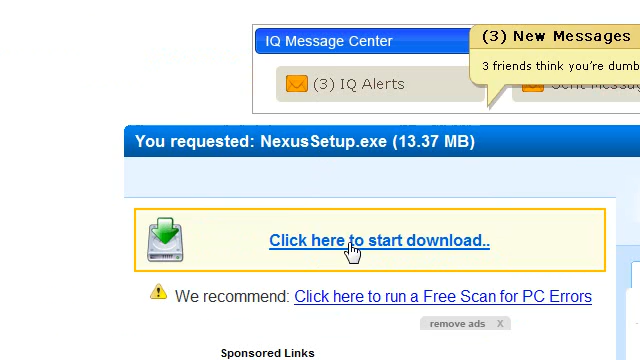 (3) New Messages
IQ Message Center
3 friends think you're dumb
(3) IQ Alerts
Sent Messag
You requested: NexusSetup.exe (13.37 MB)
Click here to start download..
We recommend: Click here to run a Free Scan for PC Errors
remove ads X
Sponsored Links